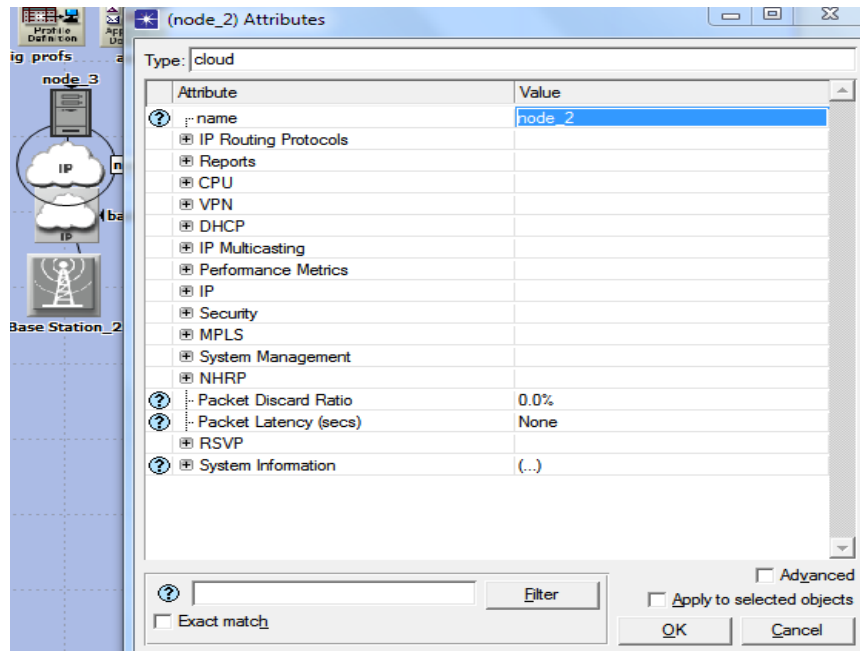 Profile
Definition
ig profs
node_3
IP
n
ba
IP
Base Station_2
(node_2) Attributes
Type: cloud
Attribute Value
name node_2
IP Routing Protocols
Reports
CPU
VPN
DHCP
IP Multicasting
Performance Metrics
IP
Security
MPLS
System Management
NHRP
Packet Discard Ratio 0.0%
Packet Latency (secs) None
RSVP
System Information (...)
Advanced
Filter
Apply to selected objects
Exact match
OK Cancel